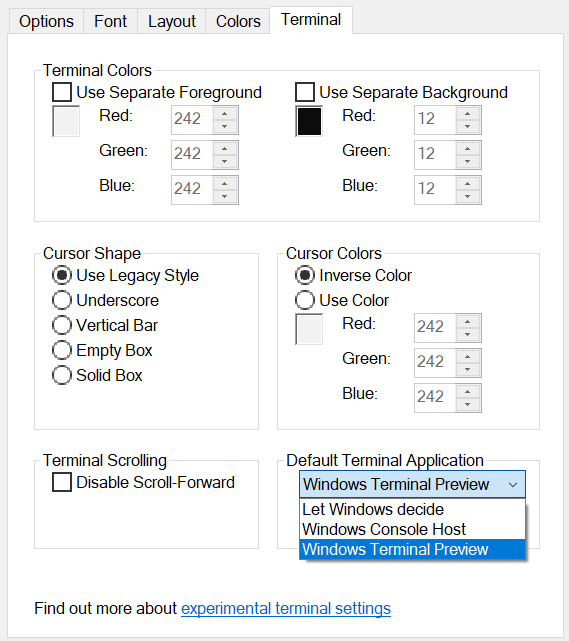 Options Font Layout Colors Terminal
Terminal Colors
Use Separate Foreground Use Separate Background
Red: 242 Red: 12
Green: 242 Green: 12
Blue: 242 Blue: 12
Cursor Shape
Use Legacy Style
Underscore
Vertical Bar
Empty Box
Solid Box
Cursor Colors
Inverse Color
Use Color
Red: 242
Green: 242
Blue: 242
Terminal Scrolling
Disable Scroll-Forward
Default Terminal Application
Windows Terminal Preview
Let Windows decide
Windows Console Host
Windows Terminal Preview
Find out more about experimental terminal settings